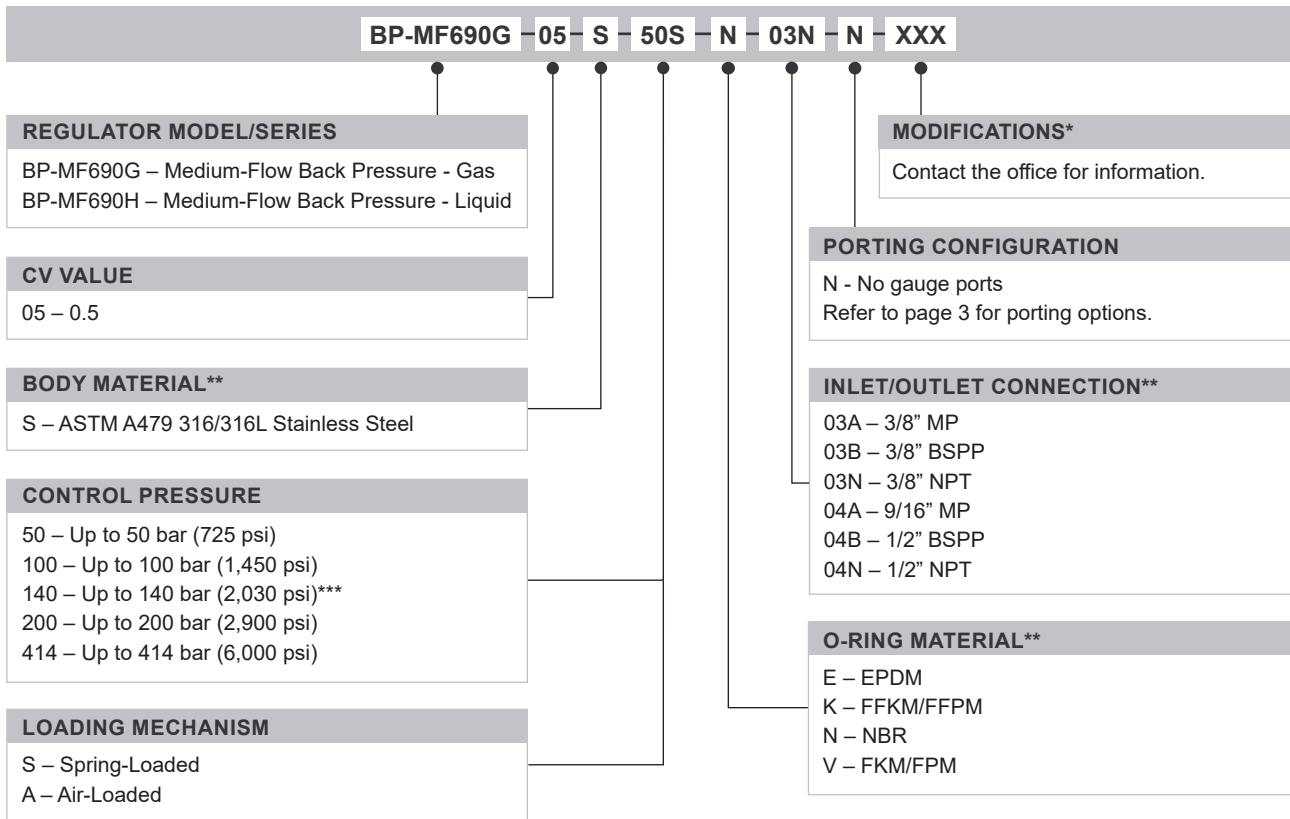 BP-MF690G - 05 - S - 50S - N - 03N - N - XXX
REGULATOR MODEL/SERIES
BP-MF690G – Medium-Flow Back Pressure - Gas
BP-MF690H – Medium-Flow Back Pressure - Liquid
CV VALUE
05 – 0.5
BODY MATERIAL**
S – ASTM A479 316/316L Stainless Steel
CONTROL PRESSURE
50 – Up to 50 bar (725 psi)
100 – Up to 100 bar (1,450 psi)
140 – Up to 140 bar (2,030 psi)***
200 – Up to 200 bar (2,900 psi)
414 – Up to 414 bar (6,000 psi)
LOADING MECHANISM
S – Spring-Loaded
A – Air-Loaded
MODIFICATIONS*
Contact the office for information.
PORTING CONFIGURATION
N - No gauge ports
Refer to page 3 for porting options.
INLET/OUTLET CONNECTION**
03A – 3/8” MP
03B – 3/8” BSPP
03N – 3/8” NPT
04A – 9/16” MP
04B – 1/2” BSPP
04N – 1/2” NPT
O-RING MATERIAL**
E – EPDM
K – FFKM/FFPM
N – NBR
V – FKM/FPM